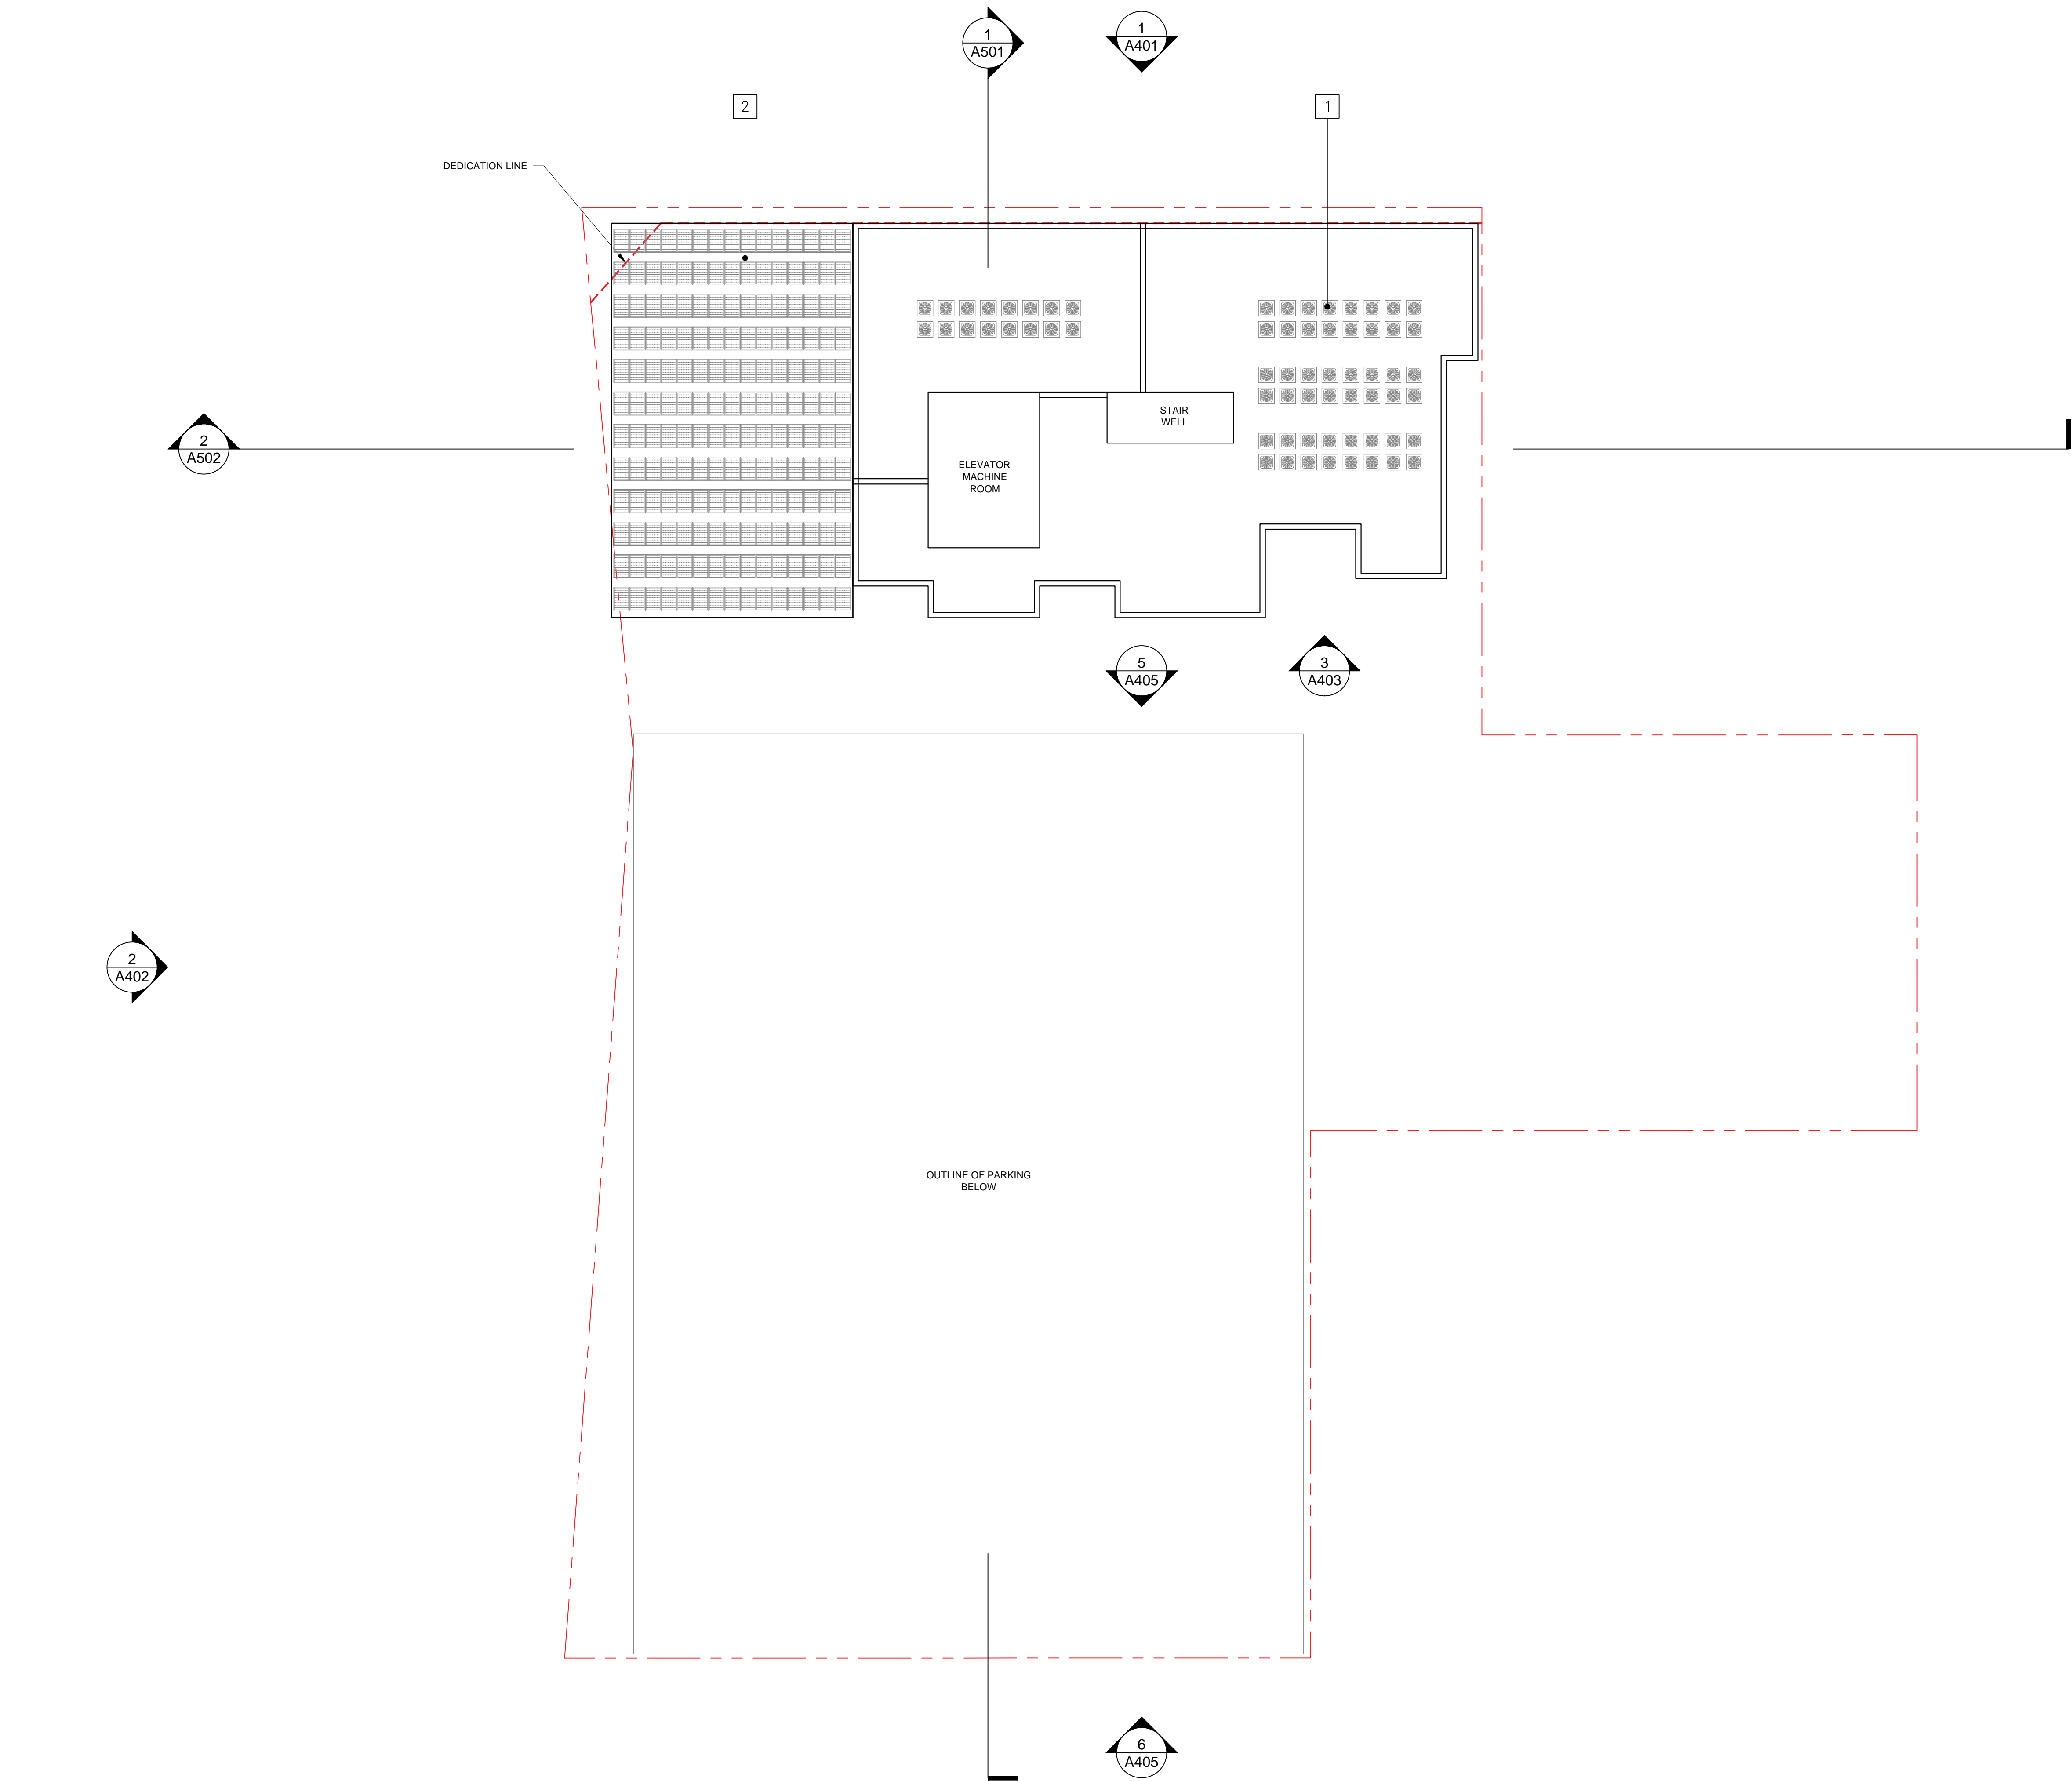 1
A501
1
A401
2
1
DEDICATION LINE
STAIR
WELL
2
A502
ELEVATOR
MACHINE
ROOM
5
A405
3
A403
2
A402
OUTLINE OF PARKING
BELOW
6
A405